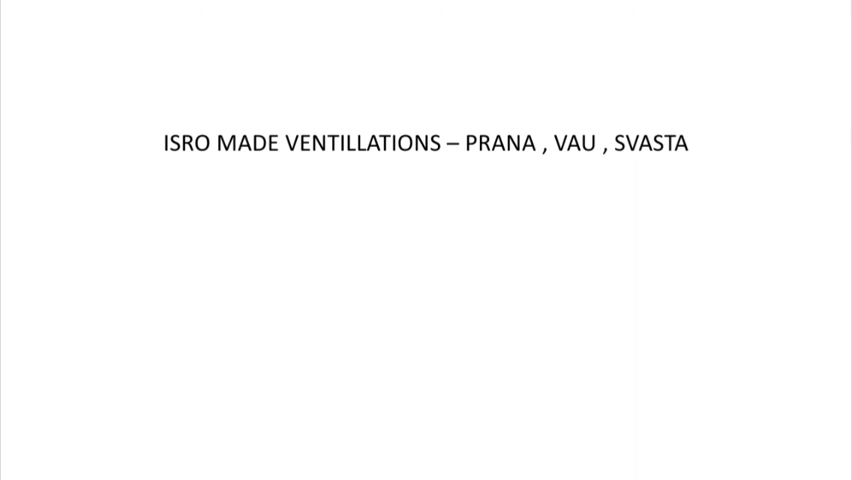 ISRO MADE VENTILLATIONS – PRANA , VAU , SVASTA